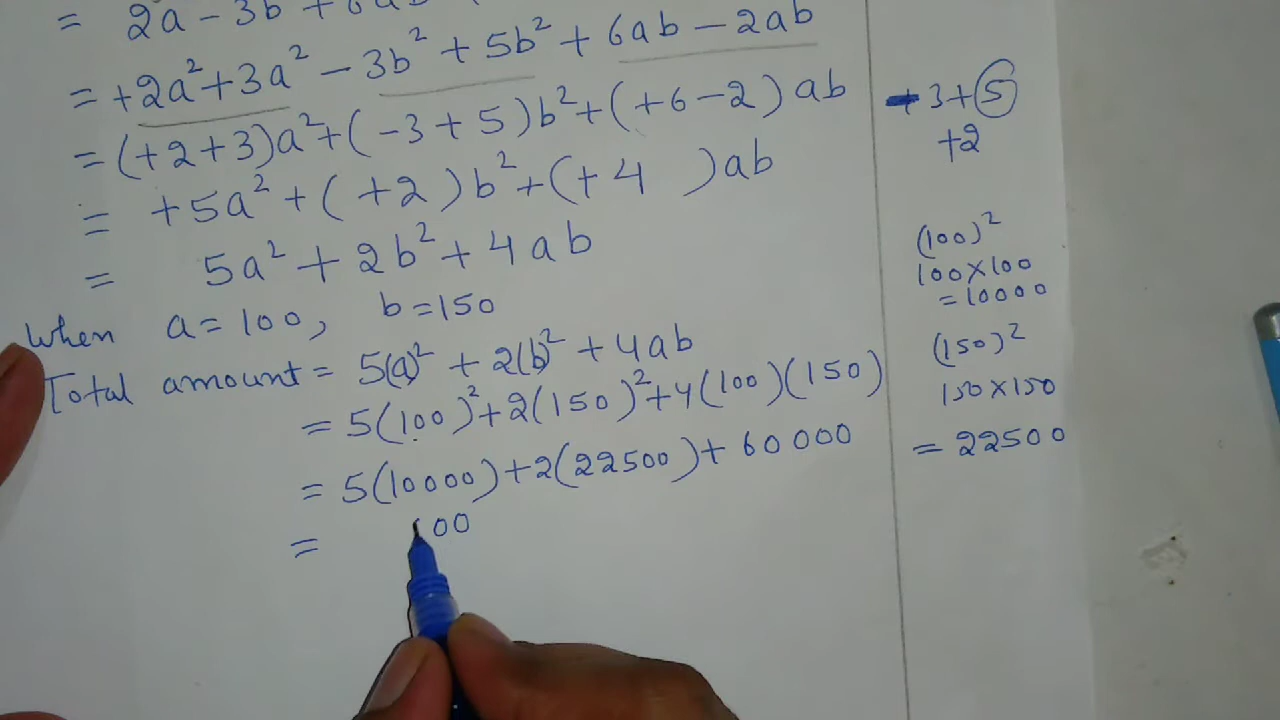 = 2a - 3b + 6a
= +2a² + 3a² - 3b² + 5b² + 6ab - 2ab
= (+2+3)a² + (-3+5)b² + (+6-2)ab
= +5a² + (+2)b² + (+4 )ab
= 5a² + 2b² + 4ab
When a = 100, b = 150
Total amount = 5(a)² + 2(b)² + 4ab
= 5(100)² + 2(150)² + 4(100)(150)
= 5(10000) + 2(22500) + 60000
= 00
3 + 5
+2
(100)²
100×100
= 10000
(150)²
150×150
= 22500